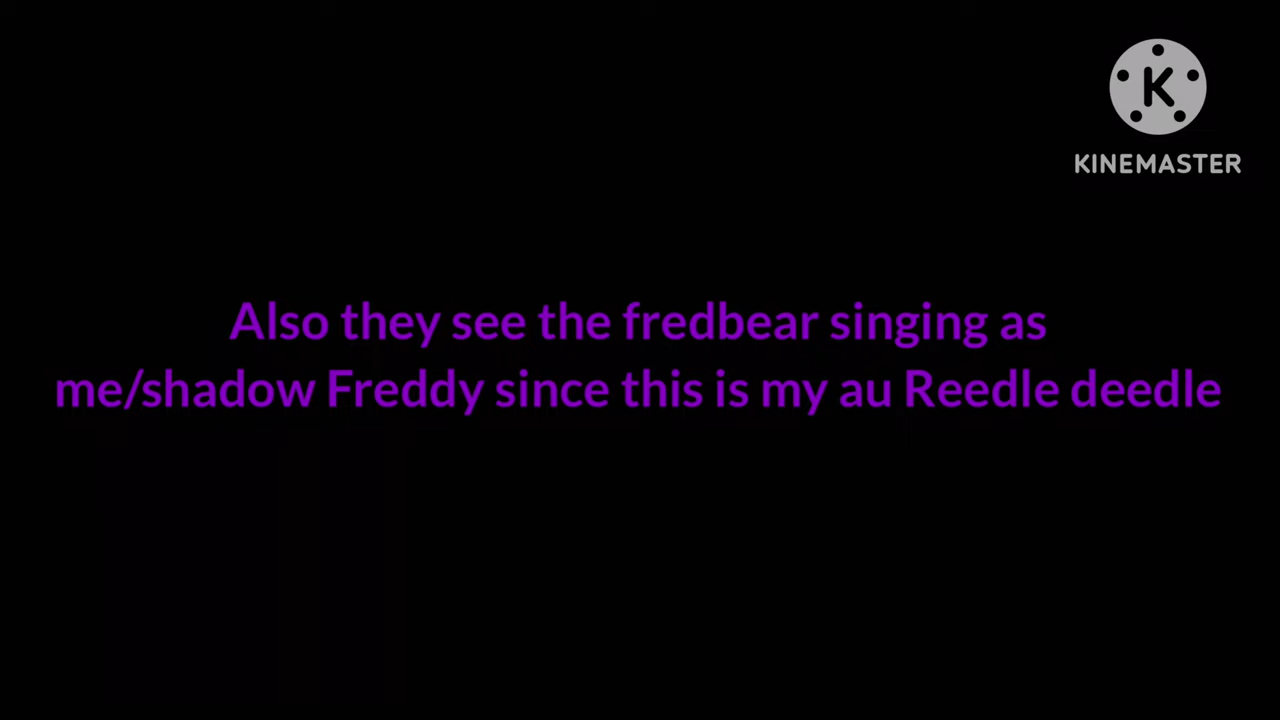 K
KINEMASTER
Also they see the fredbear singing as
me/shadow Freddy since this is my au Reedle deedle